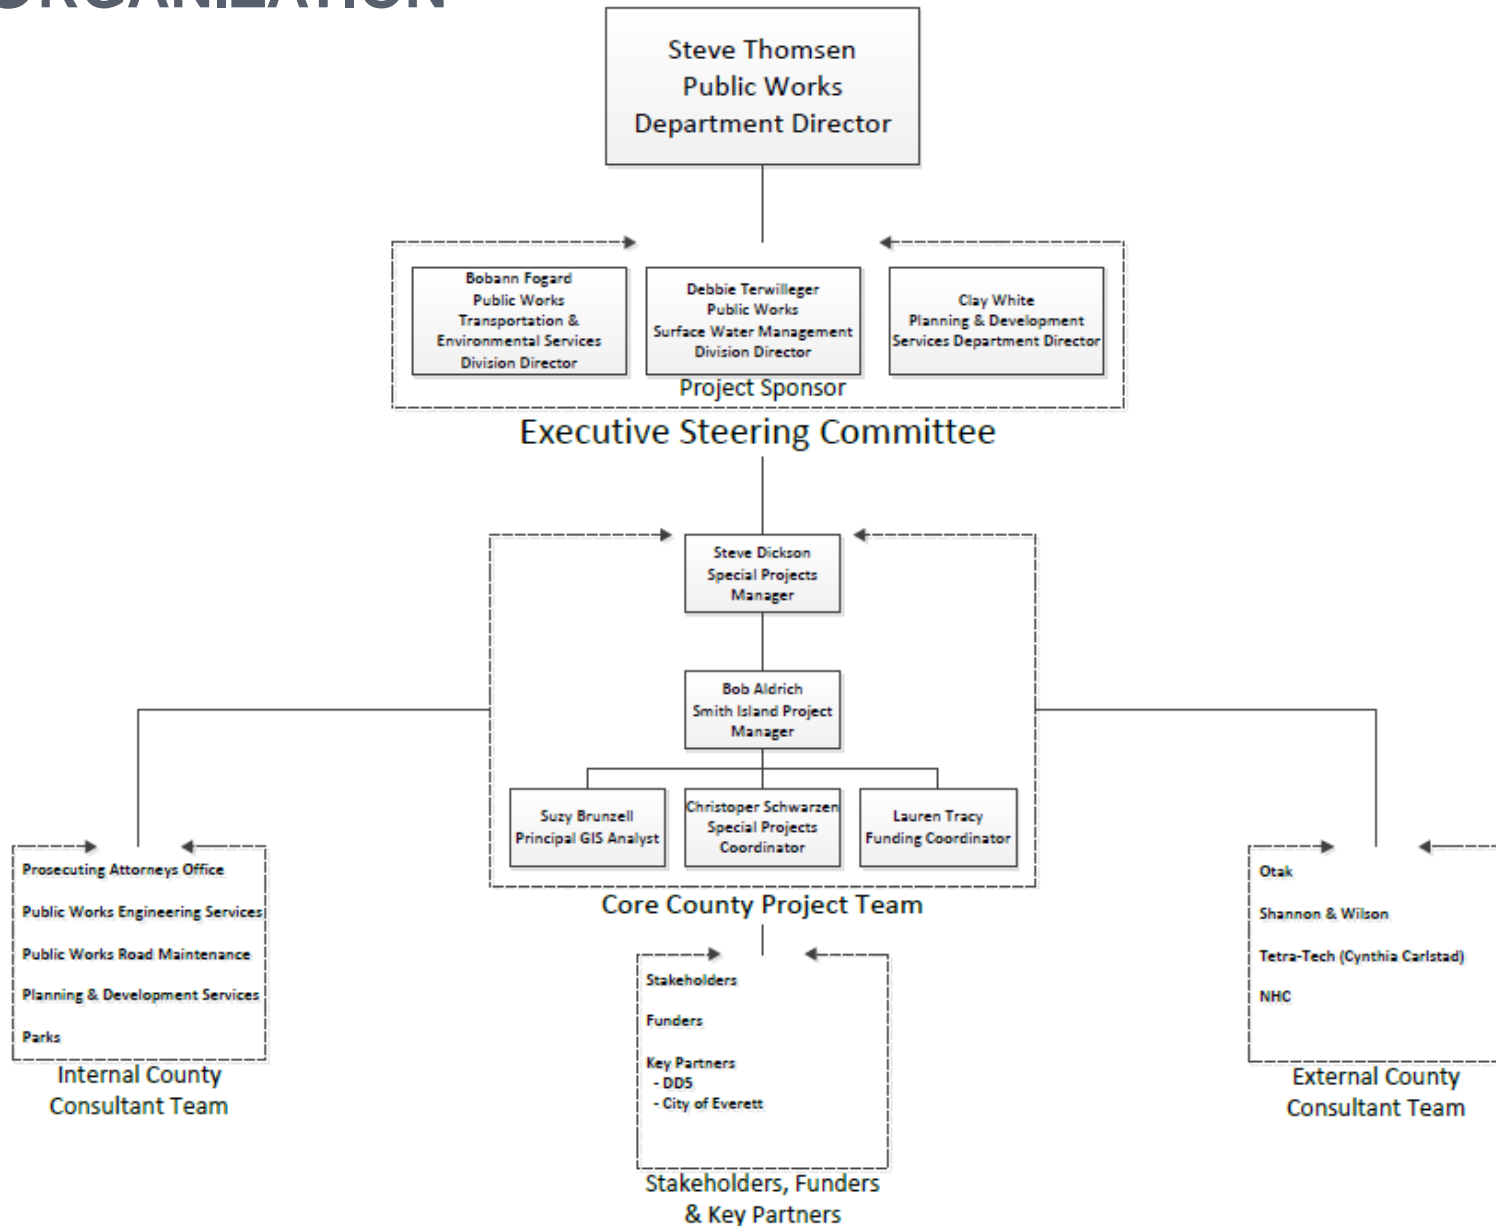 ORGANIZATION
Steve Thomsen
Public Works
Department Director
Bobann Fogard
Public Works
Transportation &
Environmental Services
Division Director
Debbie Terwilleger
Public Works
Surface Water Management
Division Director
Clay White
Planning & Development
Services Department Director
Project Sponsor
Executive Steering Committee
Steve Dickson
Special Projects
Manager
Bob Aldrich
Smith Island Project
Manager
Suzy Brunzell
Principal GIS Analyst
Christoper Schwarzen
Special Projects
Coordinator
Lauren Tracy
Funding Coordinator
Core County Project Team
Prosecuting Attorneys Office
Public Works Engineering Services
Public Works Road Maintenance
Planning & Development Services
Parks
Internal County
Consultant Team
Stakeholders
Funders
Key Partners
- DD5
- City of Everett
Stakeholders, Funders
& Key Partners
Otak
Shannon & Wilson
Tetra-Tech (Cynthia Carlstad)
NHC
External County
Consultant Team